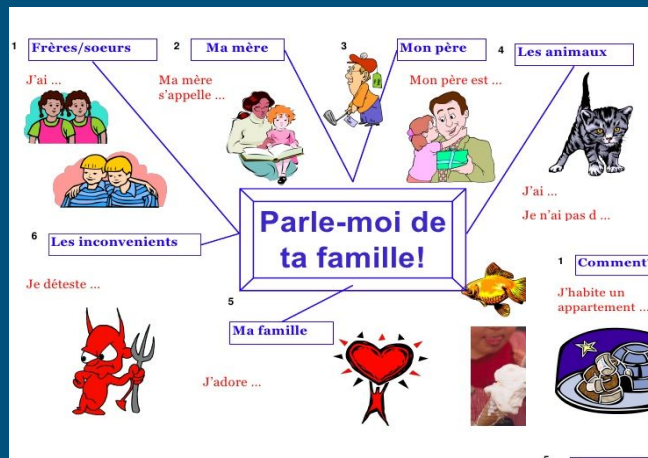 1 Frères/soeurs
J'ai ...
2 Ma mère
Ma mère
s'appelle ...
3 Mon père
Mon père est ...
4 Les animaux
J'ai ...
Je n'ai pas d ...
Parle-moi de
ta famille!
6 Les inconvenients
Je déteste ...
5
Ma famille
J'adore ...
1 Comment
J'habite un
appartement ...